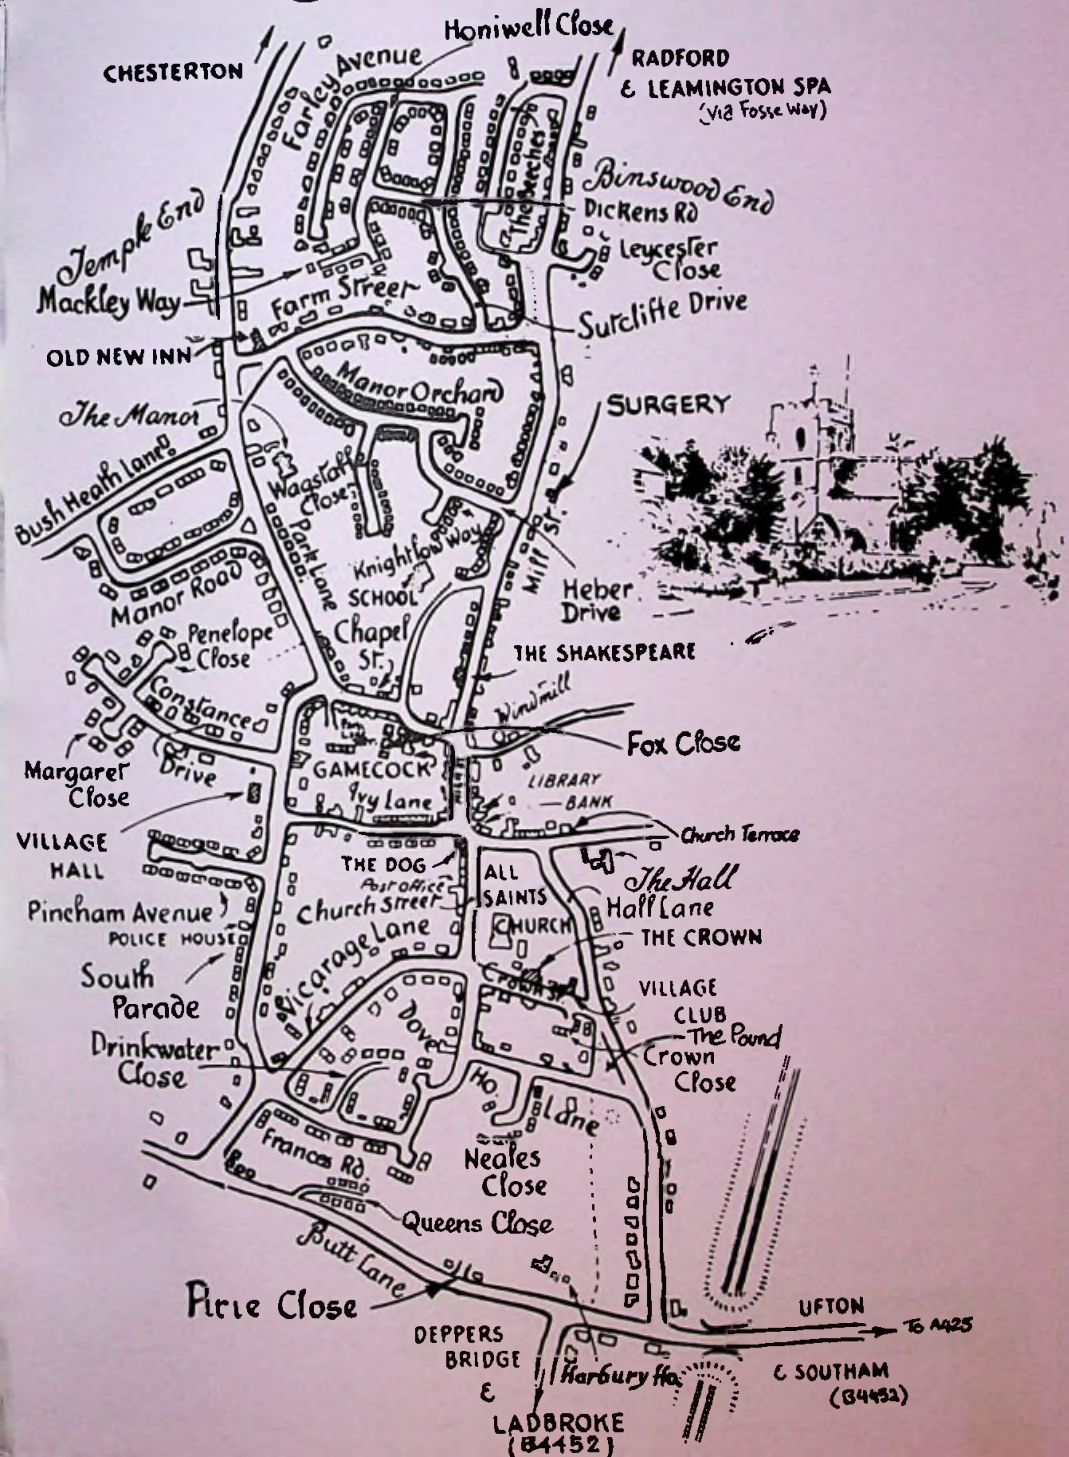 Honiwell Close
CHESTERTON
Farley Avenue
RADFORD
& LEAMINGTON SPA
(Via Fosse Way)
The Beeches
Binswood End
Dickens Rd
Temple End
Leycester
Close
Mackley Way
Farm Street
Sutcliffe Drive
OLD NEW INN
Manor Orchard
The Manor
SURGERY
Bush Heath Lane
Wagstaff
Close
Park Lane
Knightlow Way
Mill St.
Manor Road
SCHOOL
Heber
Drive
Penelope
Close
Chapel
St.
THE SHAKESPEARE
Constance
Drive
Windmill
Fox Close
Margaret
Close
GAMECOCK
Ivy Lane
High St
LIBRARY
BANK
VILLAGE
HALL
Church Terrace
THE DOG
Post office
Church Street
ALL
SAINTS
CHURCH
The Hall
Hall Lane
Pincham Avenue
POLICE HOUSE
THE CROWN
Vicarage Lane
South
Parade
Crown St.
VILLAGE
CLUB
The Pound
Dove
Ho.
Lane
Drinkwater
Close
Crown
Close
Frances Rd
Neales
Close
Queens Close
Butt Lane
Pirie Close
UFTON
To A425
DEPPERS
BRIDGE
&
LADBROKE
(B4452)
Harbury Ho.
& SOUTHAM
(B4452)